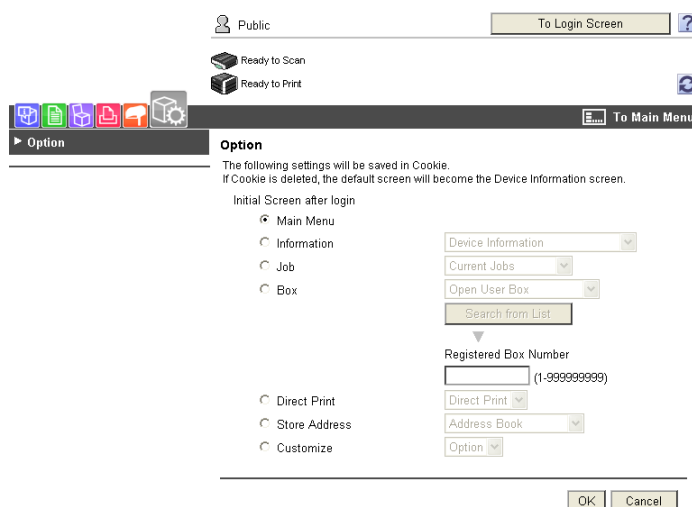 Public
To Login Screen
?
Ready to Scan
Ready to Print
To Main Menu
Option
Option
The following settings will be saved in Cookie.
If Cookie is deleted, the default screen will become the Device Information screen.
Initial Screen after login
Main Menu
Information Device Information
Job Current Jobs
Box Open User Box
Search from List
Registered Box Number
(1-999999999)
Direct Print Direct Print
Store Address Address Book
Customize Option
OK Cancel